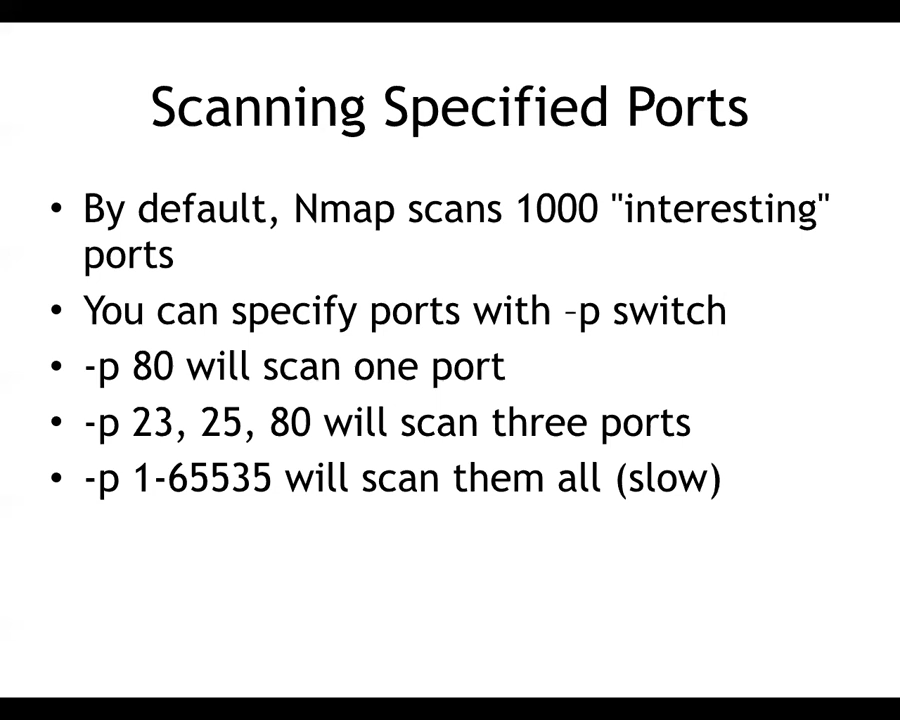 Scanning Specified Ports
• By default, Nmap scans 1000 "interesting"
ports
• You can specify ports with –p switch
• -p 80 will scan one port
• -p 23, 25, 80 will scan three ports
• -p 1-65535 will scan them all (slow)